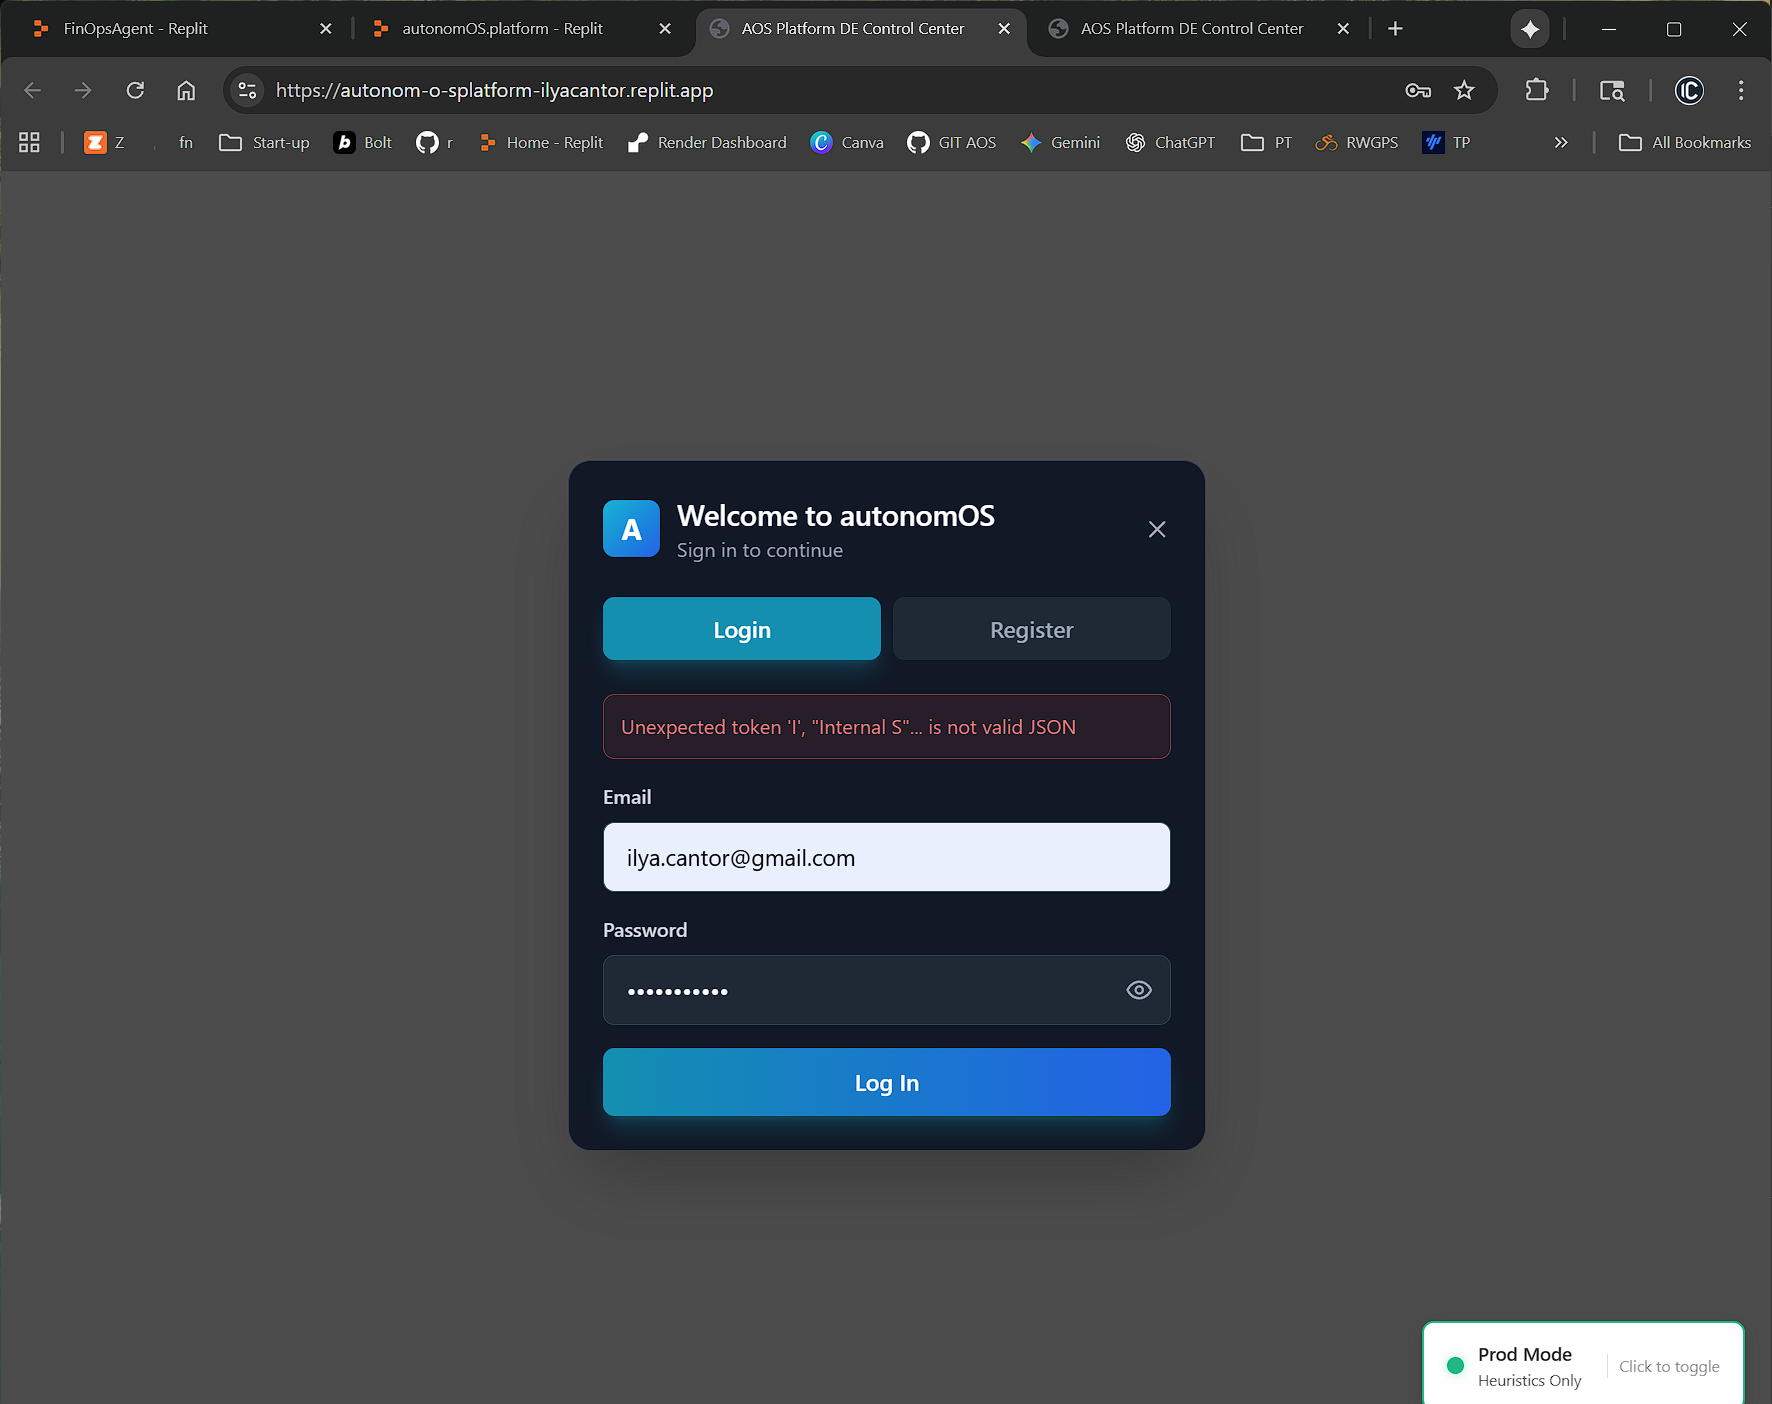 FinOpsAgent - Replit
autonomOS.platform - Replit
AOS Platform DE Control Center
AOS Platform DE Control Center
https://autonom-o-splatform-ilyacantor.replit.app
IC
Z
fn
Start-up
b Bolt
r
Home - Replit
Render Dashboard
C Canva
GIT AOS
Gemini
ChatGPT
PT
RWGPS
TP
All Bookmarks
A
Welcome to autonomOS
Sign in to continue
Login
Register
Unexpected token 'I', "Internal S"... is not valid JSON
Email
ilya.cantor@gmail.com
Password
Log In
Prod Mode
Heuristics Only
Click to toggle